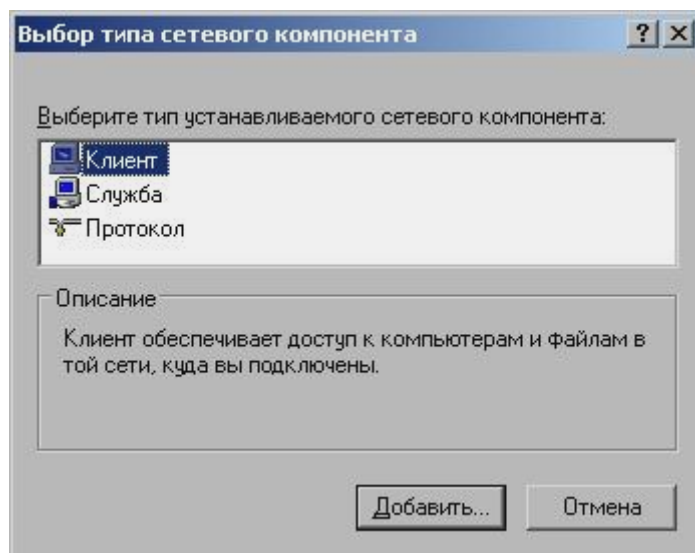 Выбор типа сетевого компонента
Выберите тип устанавливаемого сетевого компонента:
Клиент
Служба
Протокол
Описание
Клиент обеспечивает доступ к компьютерам и файлам в
той сети, куда вы подключены.
Добавить...
Отмена